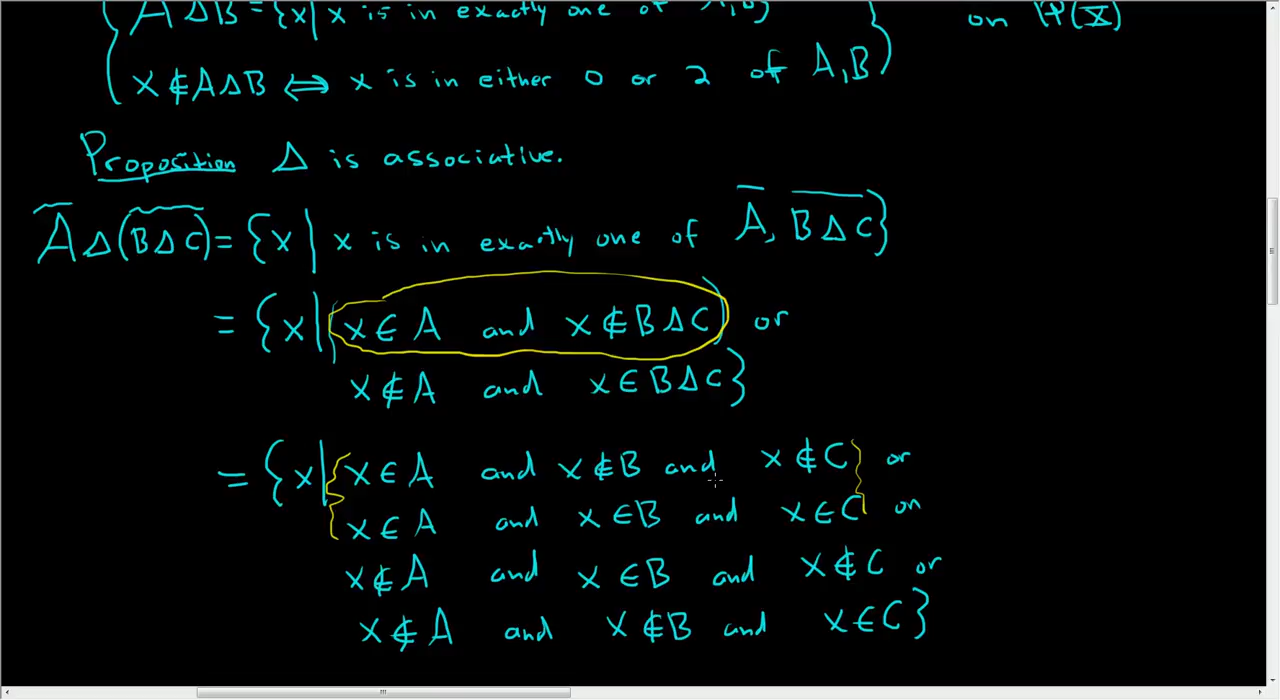 A Δ B = {x | x is in exactly one of A, B}
on P(X)
x ∉ A Δ B ⟺ x is in either 0 or 2 of A, B
Proposition Δ is associative.
A Δ (B Δ C) = {x | x is in exactly one of A, B Δ C}
= {x | (x ∈ A and x ∉ B Δ C) or
x ∉ A and x ∈ B Δ C}
= {x | x ∈ A and x ∉ B and x ∉ C or
x ∈ A and x ∈ B and x ∈ C or
x ∉ A and x ∈ B and x ∉ C or
x ∉ A and x ∉ B and x ∈ C}